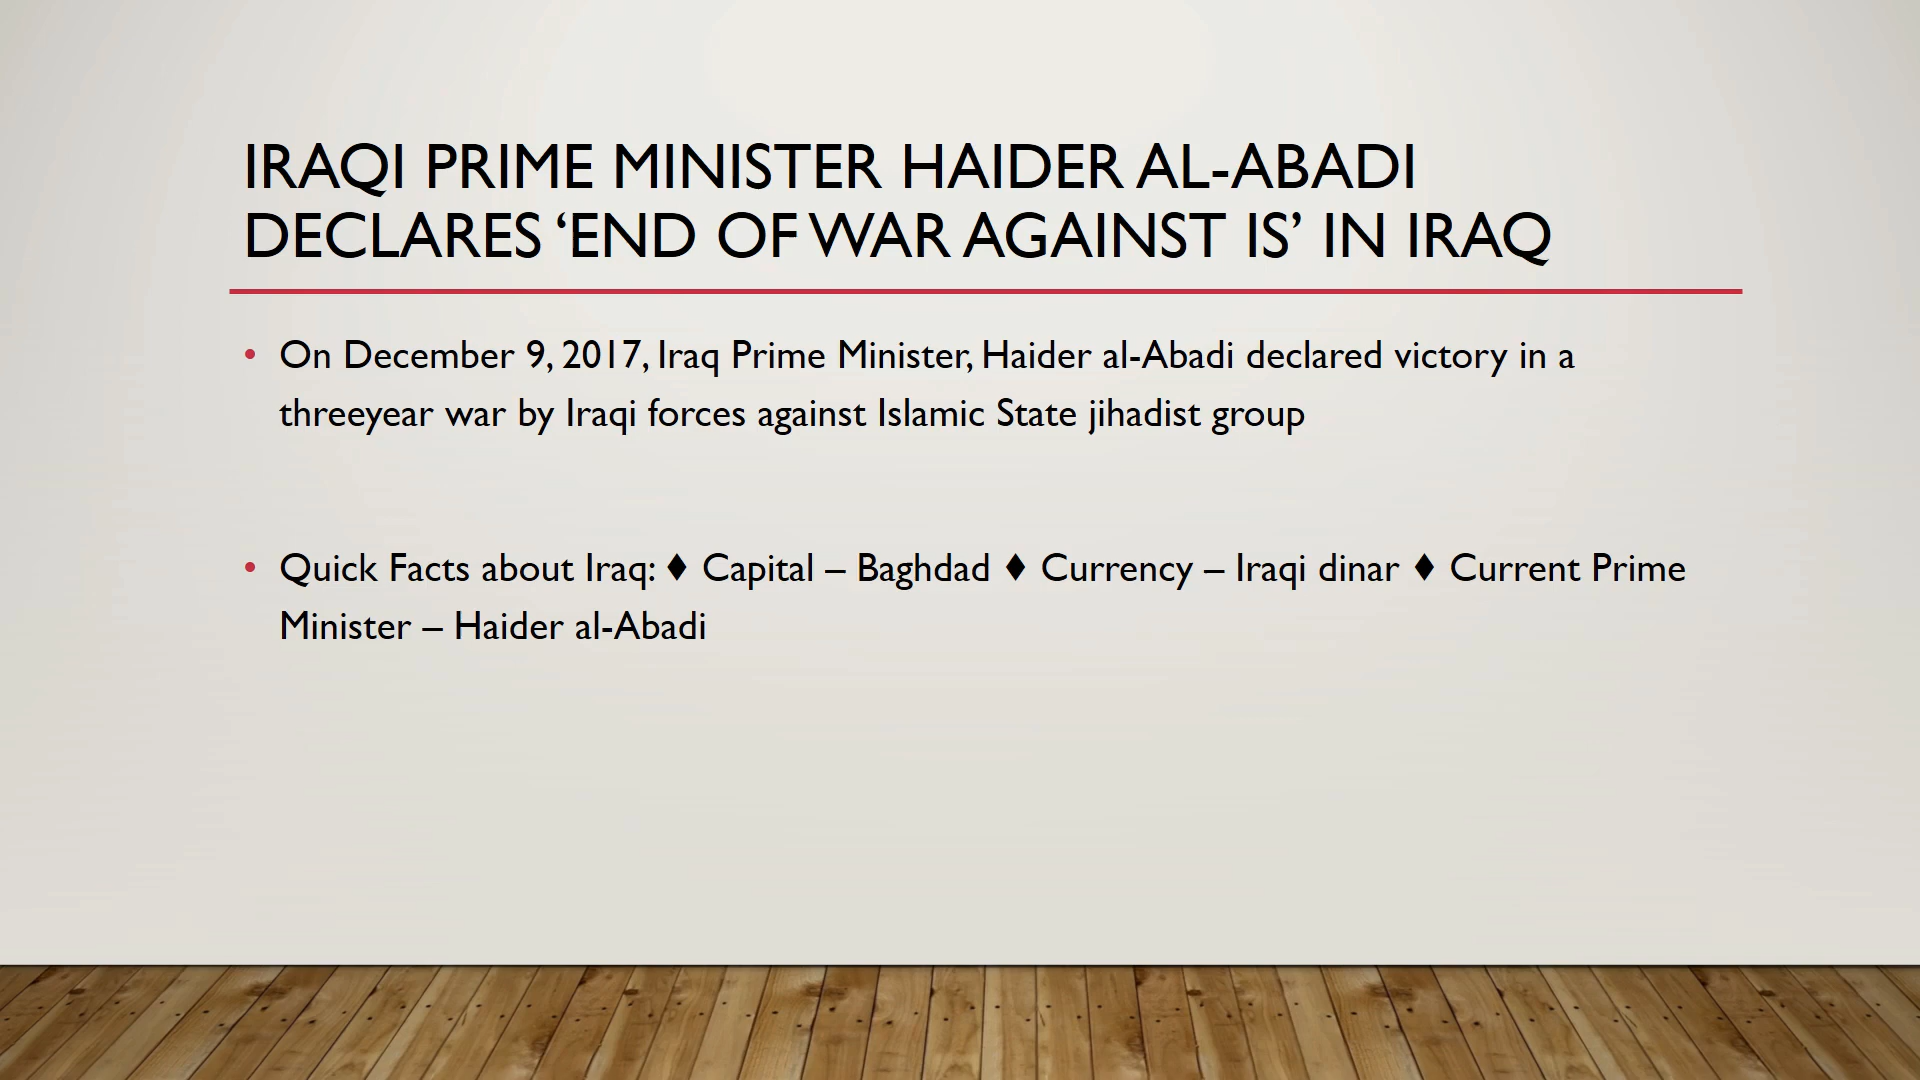 IRAQI PRIME MINISTER HAIDER AL-ABADI
DECLARES ‘END OF WAR AGAINST IS’ IN IRAQ
• On December 9, 2017, Iraq Prime Minister, Haider al-Abadi declared victory in a
threeyear war by Iraqi forces against Islamic State jihadist group
• Quick Facts about Iraq: ♦ Capital – Baghdad ♦ Currency – Iraqi dinar ♦ Current Prime
Minister – Haider al-Abadi